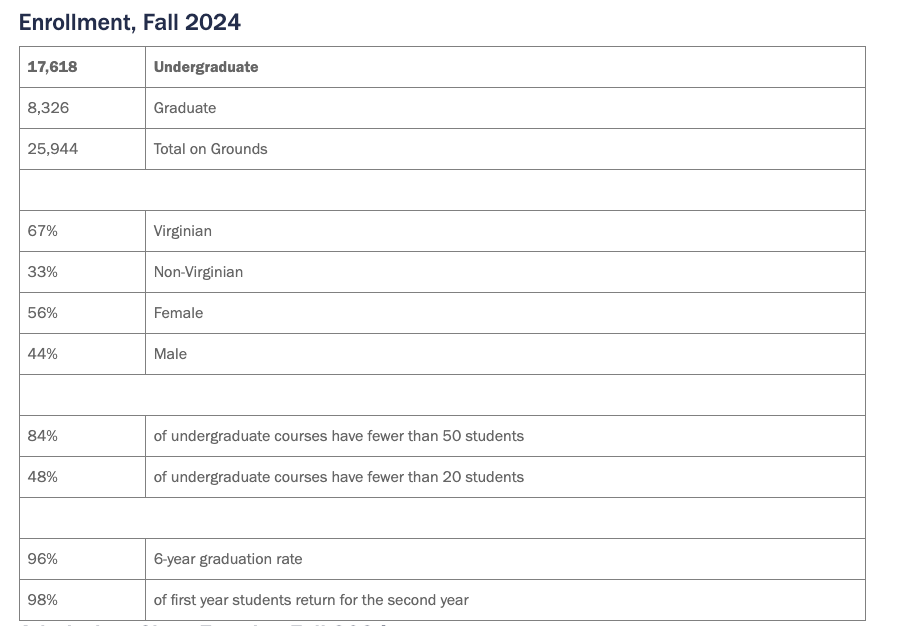 Enrollment, Fall 2024
17,618 Undergraduate
8,326 Graduate
25,944 Total on Grounds
67% Virginian
33% Non-Virginian
56% Female
44% Male
84% of undergraduate courses have fewer than 50 students
48% of undergraduate courses have fewer than 20 students
96% 6-year graduation rate
98% of first year students return for the second year